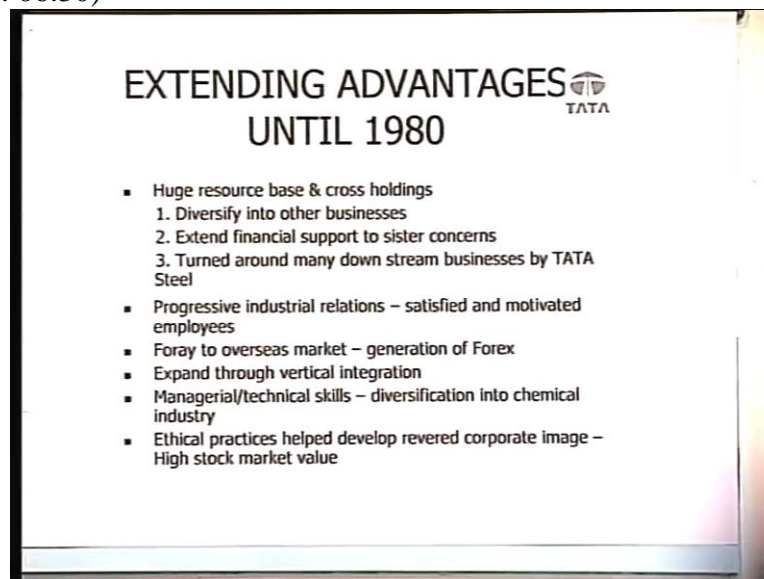 EXTENDING ADVANTAGES
TATA
UNTIL 1980
▪ Huge resource base & cross holdings
1. Diversify into other businesses
2. Extend financial support to sister concerns
3. Turned around many down stream businesses by TATA
Steel
▪ Progressive industrial relations – satisfied and motivated
employees
▪ Foray to overseas market – generation of Forex
▪ Expand through vertical integration
▪ Managerial/technical skills – diversification into chemical
industry
▪ Ethical practices helped develop revered corporate image –
High stock market value